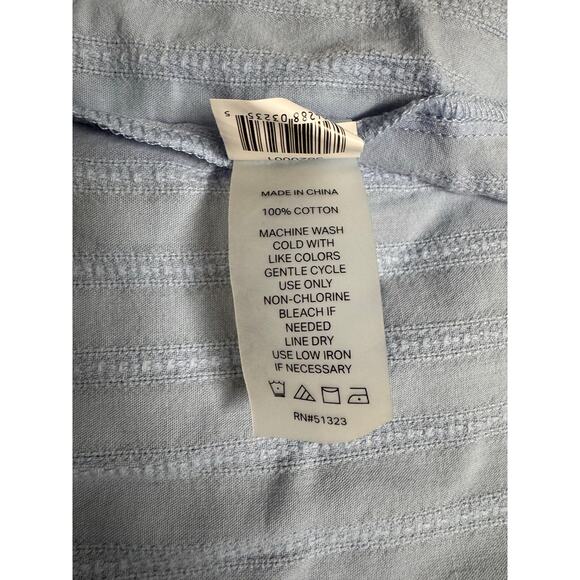 MADE IN CHINA
100% COTTON
MACHINE WASH
COLD WITH
LIKE COLORS
GENTLE CYCLE
USE ONLY
NON-CHLORINE
BLEACH IF
NEEDED
LINE DRY
USE LOW IRON
IF NECESSARY
RN#51323